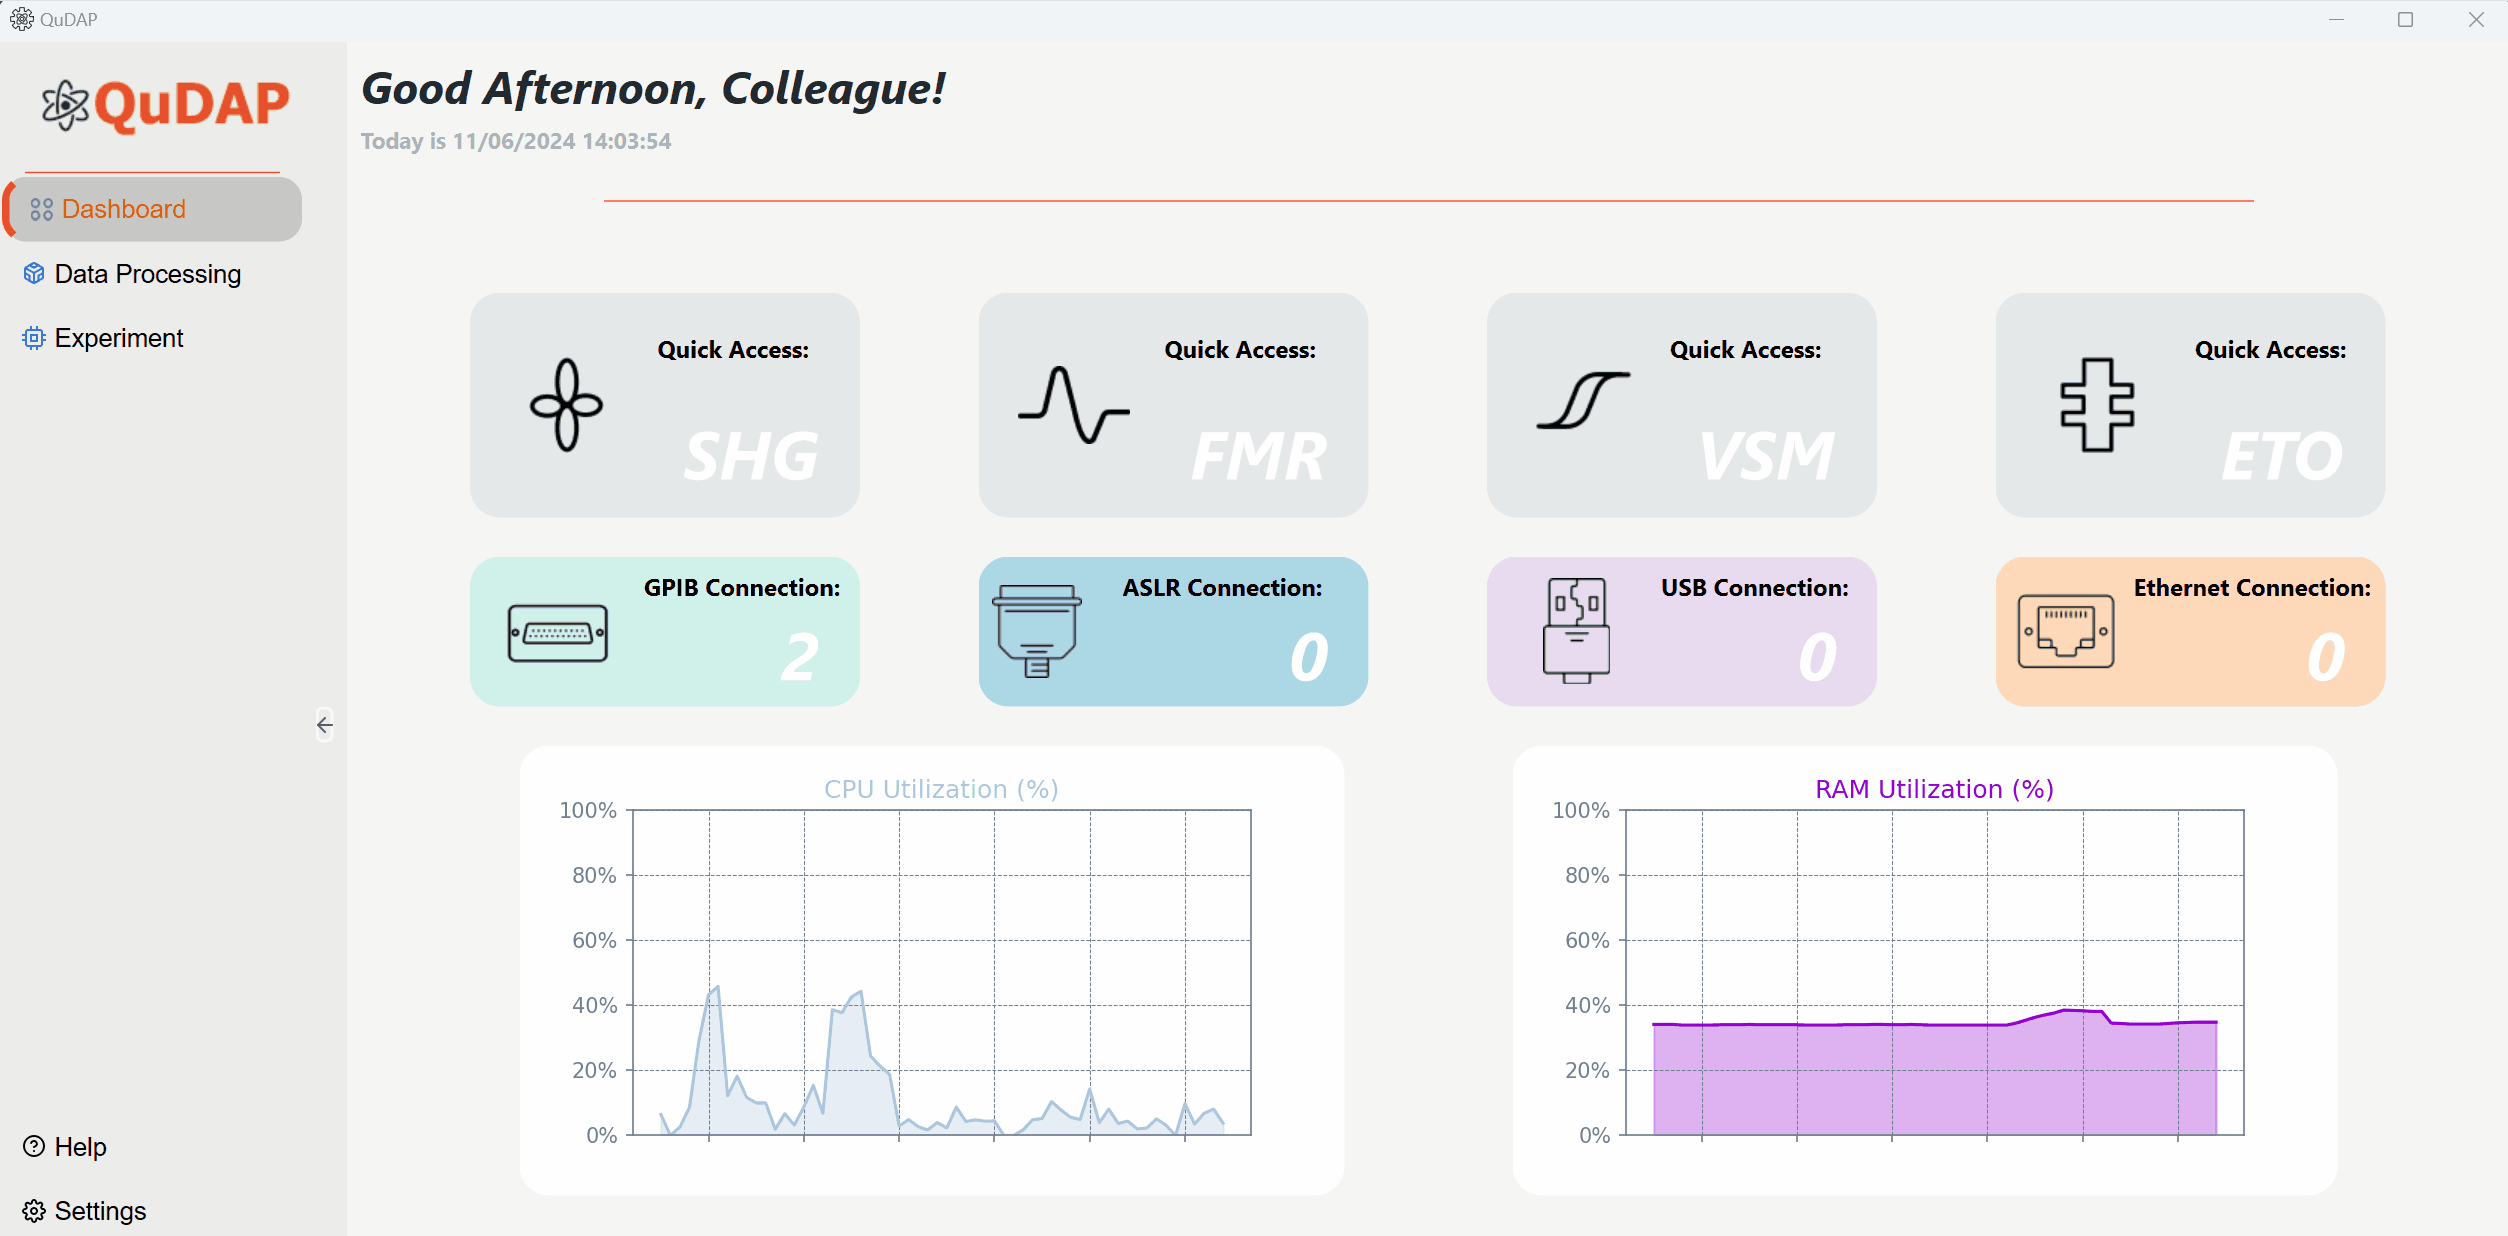 QuDAP
QuDAP
Good Afternoon, Colleague!
Today is 11/06/2024 14:03:54
Dashboard
Data Processing
Experiment
Quick Access:
SHG
Quick Access:
FMR
Quick Access:
VSM
Quick Access:
ETO
GPIB Connection:
2
ASLR Connection:
0
USB Connection:
0
Ethernet Connection:
0
CPU Utilization (%)
100%
80%
60%
40%
20%
0%
RAM Utilization (%)
100%
80%
60%
40%
20%
0%
Help
Settings